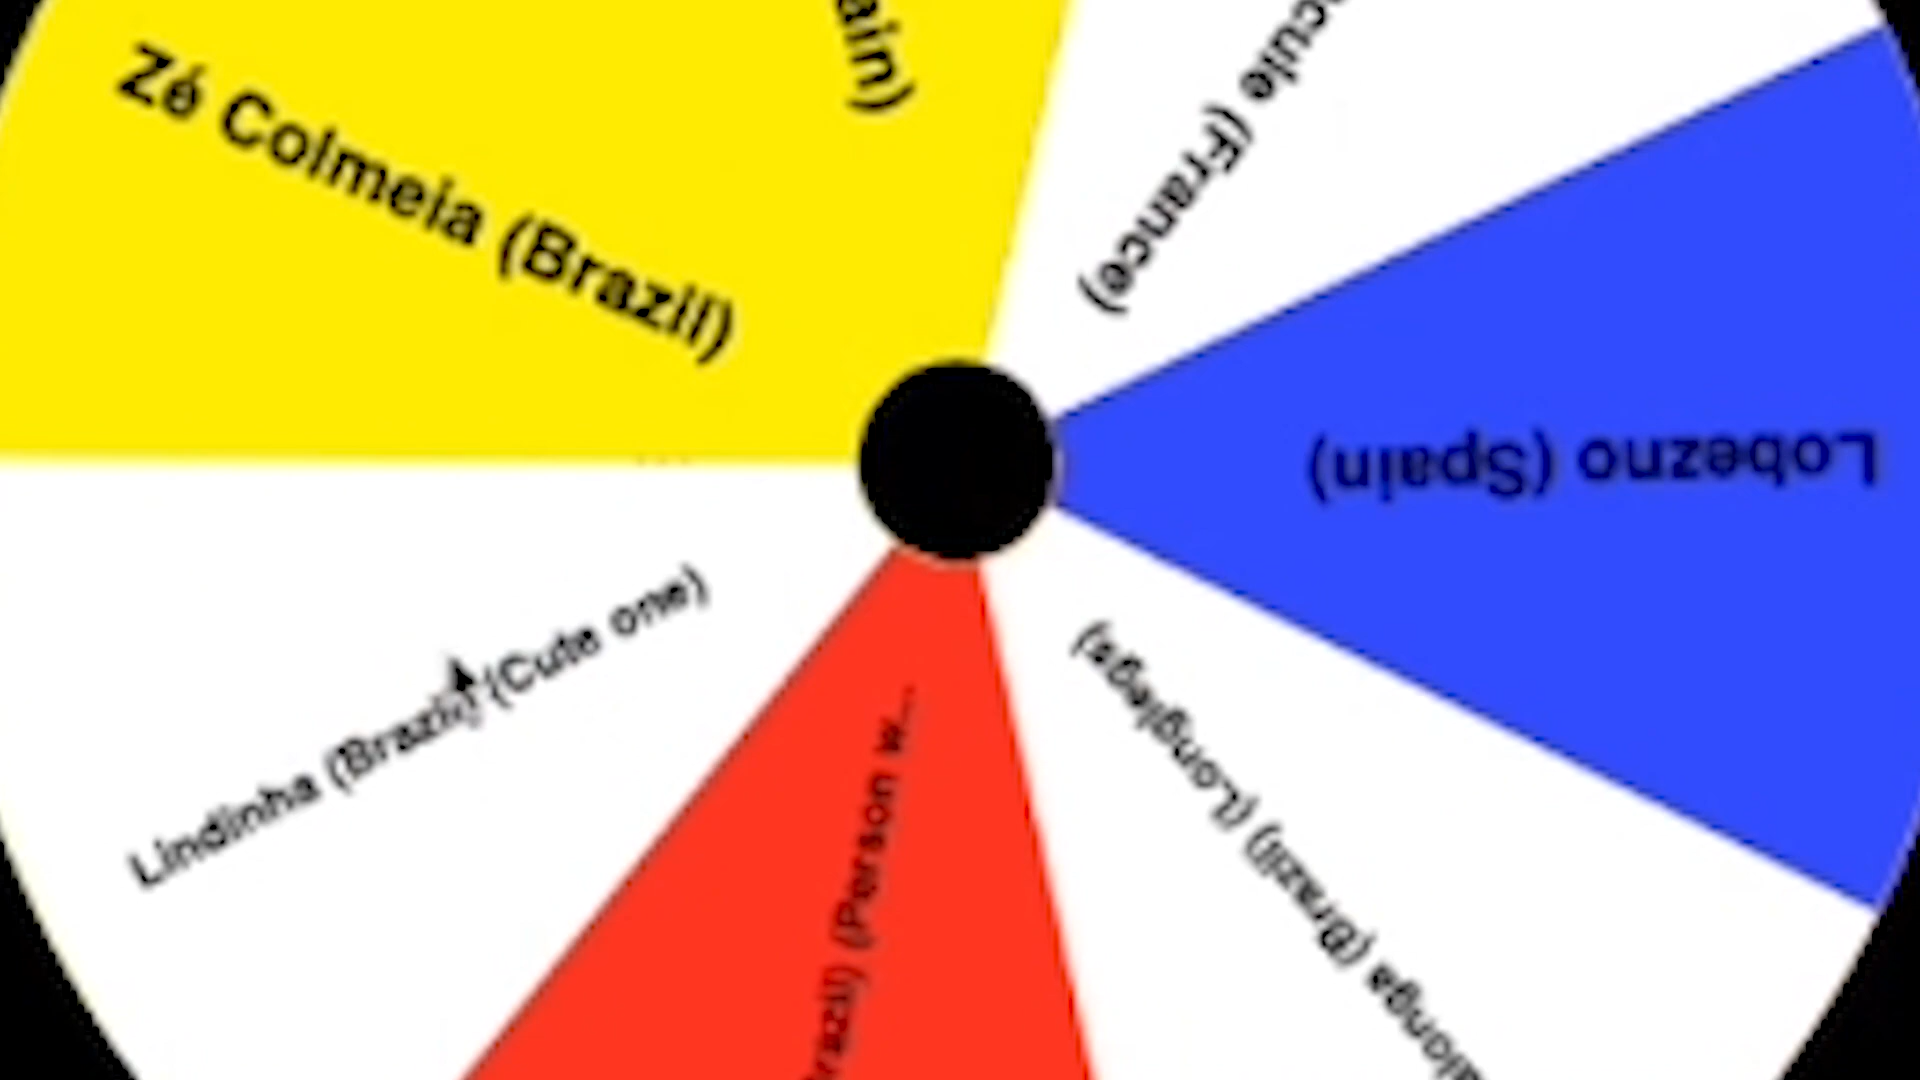 Zé Colmeia (Brazil)
(France)
Lobezno (Spain)
(Brazil) (Longlegs)
(Person w...
Lindinha (Brazil) (Cute one)